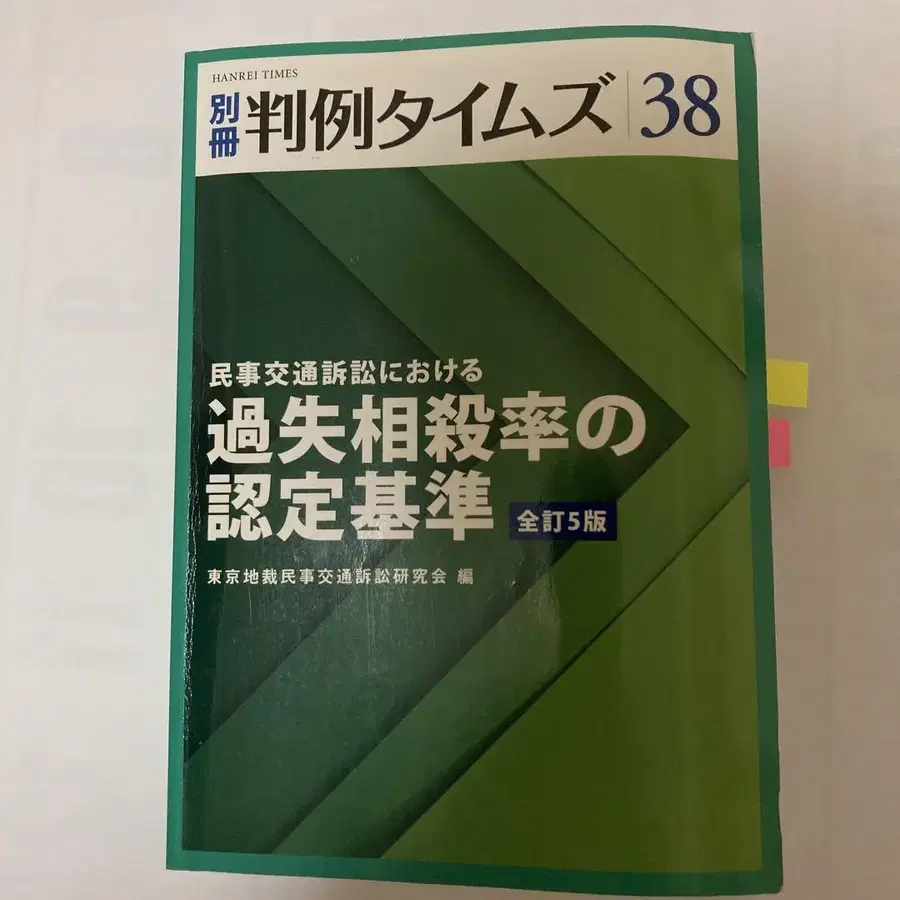 HANREI TIMES
別冊 判例タイムズ 38
民事交通訴訟における
過失相殺率の
認定基準 全訂5版
東京地裁民事交通訴訟研究会 編